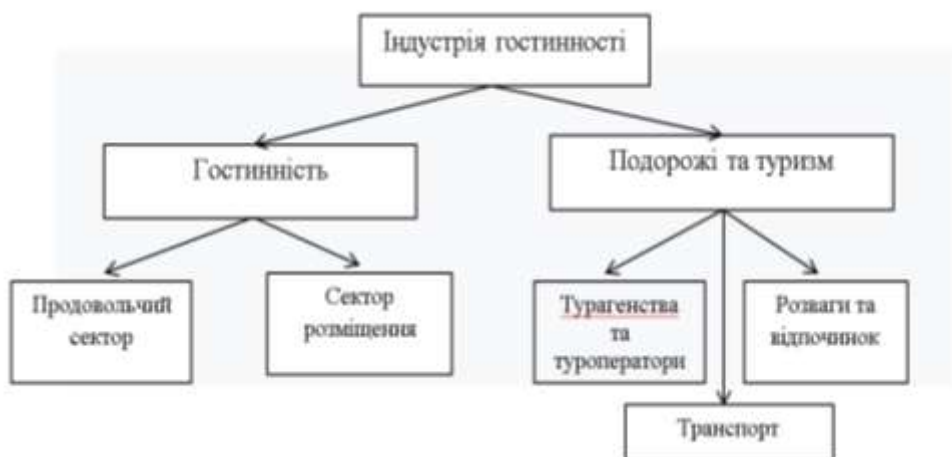 Індустрія гостинності
Гостинність
Подорожі та туризм
Продовольчий
сектор
Сектор
розміщення
Турагенства
та
туроператори
Розваги та
відпочинок
Транспорт